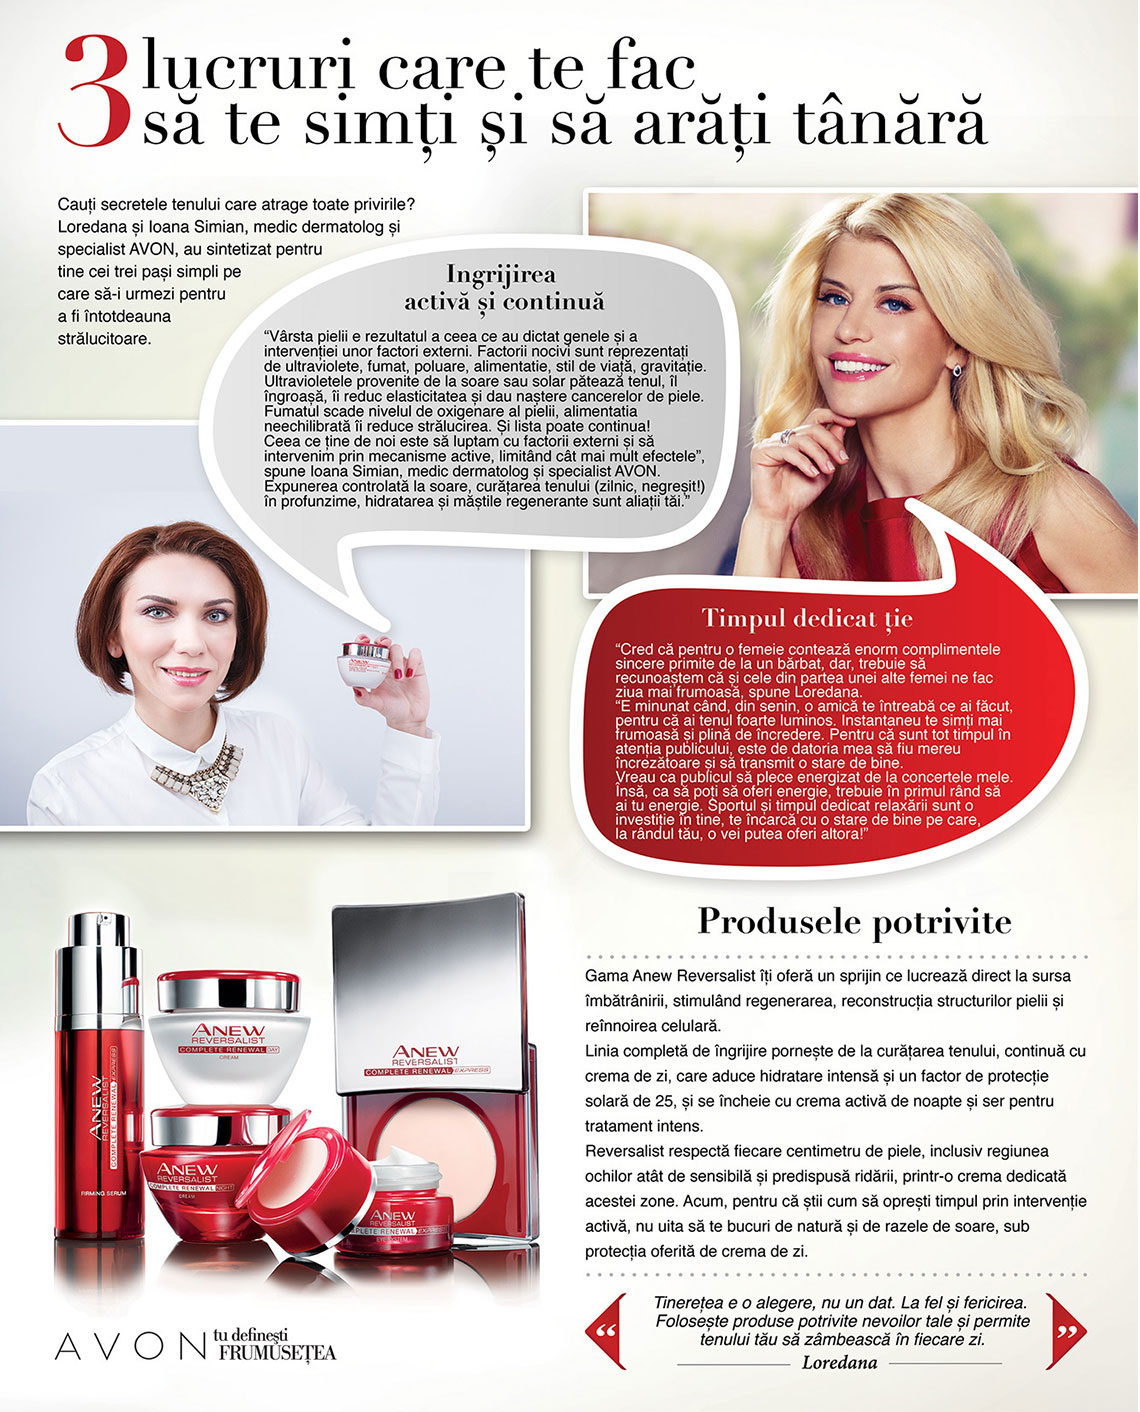 3 lucruri care te fac
să te simți și să arăți tânără
Cauți secretele tenului care atrage toate privirile?
Loredana și Ioana Simian, medic dermatolog și
specialist AVON, au sintetizat pentru
tine cei trei pași simpli pe
care să-i urmezi pentru
a fi întotdeauna
strălucitoare.
Ingrijirea
activă și continuă
“Vârsta pielii e rezultatul a ceea ce au dictat genele și a
intervenției unor factori externi. Factorii nocivi sunt reprezentați
de ultraviolete, fumat, poluare, alimentatie, stil de viață, gravitație.
Ultravioletele provenite de la soare sau solar pătează tenul, îl
îngroașă, îi reduc elasticitatea și dau naștere cancerelor de piele.
Fumatul scade nivelul de oxigenare al pielii, alimentatia
neechilibrată îi reduce strălucirea. Și lista poate continua!
Ceea ce ține de noi este să luptam cu factorii externi și să
intervenim prin mecanisme active, limitând cât mai mult efectele”,
spune Ioana Simian, medic dermatolog și specialist AVON.
Expunerea controlată la soare, curățarea tenului (zilnic, negreșit!)
în profunzime, hidratarea și măștile regenerante sunt aliații tăi.”
Timpul dedicat ție
“Cred că pentru o femeie contează enorm complimentele
sincere primite de la un bărbat, dar, trebuie să
recunoaștem că și cele din partea unei alte femei ne fac
ziua mai frumoasă, spune Loredana.
“E minunat când, din senin, o amică te întreabă ce ai făcut,
pentru că ai tenul foarte luminos. Instantaneu te simți mai
frumoasă și plină de încredere. Pentru că sunt tot timpul în
atenția publicului, este de datoria mea să fiu mereu
încrezătoare și să transmit o stare de bine.
Vreau ca publicul să plece energizat de la concertele mele.
Însă, ca să poți să oferi energie, trebuie în primul rând să
ai tu energie. Sportul și timpul dedicat relaxării sunt o
investiție în tine, te încarcă cu o stare de bine pe care,
la rândul tău, o vei putea oferi altora!”
ANEW
REVERSALIST
COMPLETE RENEWAL EXPRESS
FIRMING SERUM
ANEW
REVERSALIST
COMPLETE RENEWAL DAY
CREAM
ANEW
REVERSALIST
COMPLETE RENEWAL NIGHT
CREAM
ANEW
REVERSALIST
COMPLETE RENEWAL EXPRESS
ANEW
REVERSALIST
COMPLETE RENEWAL EXPRESS
EYE SYSTEM
Produsele potrivite
Gama Anew Reversalist îți oferă un sprijin ce lucrează direct la sursa
îmbătrânirii, stimulând regenerarea, reconstrucția structurilor pielii și
reînnoirea celulară.
Linia completă de îngrijire pornește de la curățarea tenului, continuă cu
crema de zi, care aduce hidratare intensă și un factor de protecție
solară de 25, și se încheie cu crema activă de noapte și ser pentru
tratament intens.
Reversalist respectă fiecare centimetru de piele, inclusiv regiunea
ochilor atât de sensibilă și predispusă ridării, printr-o crema dedicată
acestei zone. Acum, pentru că știi cum să oprești timpul prin intervenție
activă, nu uita să te bucuri de natură și de razele de soare, sub
protecția oferită de crema de zi.
“ Tinerețea e o alegere, nu un dat. La fel și fericirea.
Folosește produse potrivite nevoilor tale și permite
tenului tău să zâmbească în fiecare zi. ”
Loredana
AVON tu definești
FRUMUSEȚEA